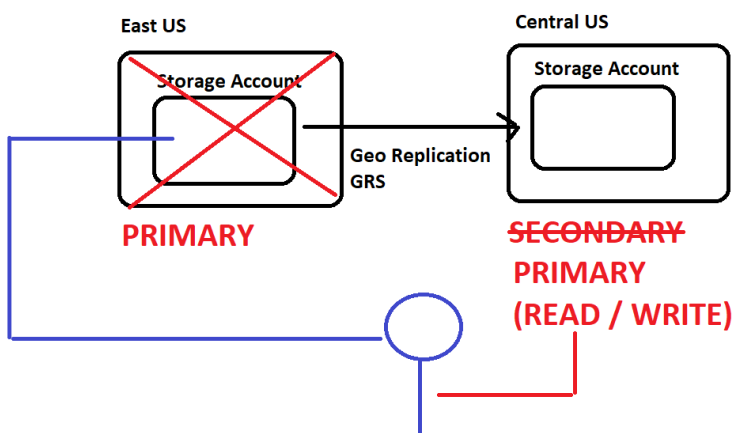 East US
Storage Account
PRIMARY
Geo Replication
GRS
Central US
Storage Account
SECONDARY
PRIMARY
(READ / WRITE)